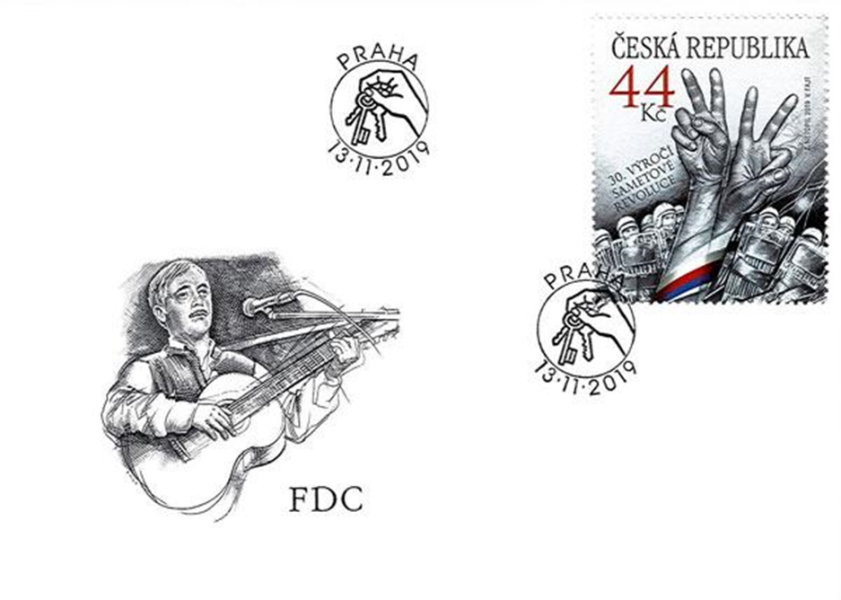 PRAHA
13·11·2019
ČESKÁ REPUBLIKA
44
Kč
30. VÝROČÍ
SAMETOVÉ
REVOLUCE
PRAHA
13·11·2019
FDC